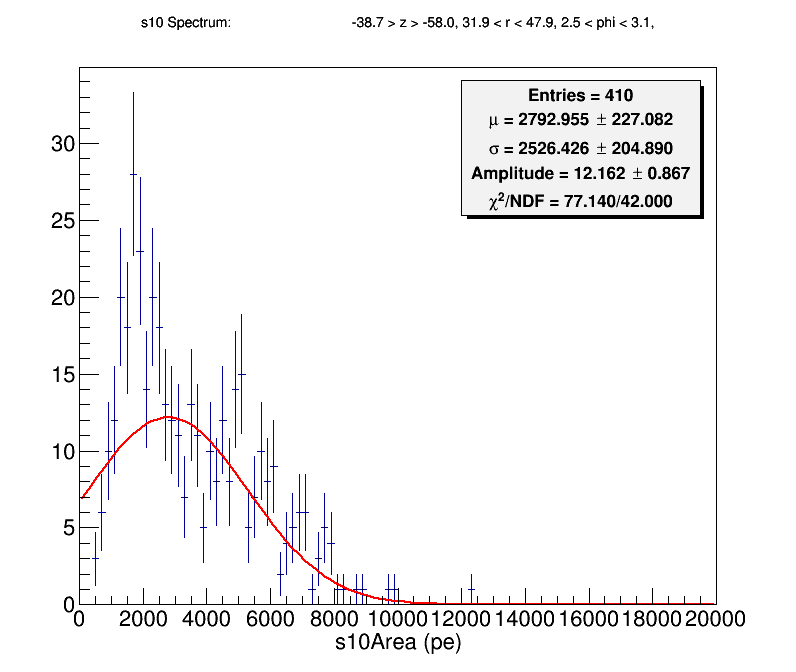 s10 Spectrum: -38.7 > z > -58.0, 31.9 < r < 47.9, 2.5 < phi < 3.1,
Entries = 410
μ = 2792.955 ± 227.082
σ = 2526.426 ± 204.890
Amplitude = 12.162 ± 0.867
χ²/NDF = 77.140/42.000
30
25
20
15
10
5
0
0 2000 4000 6000 8000 10000 12000 14000 16000 18000 20000
s10Area (pe)